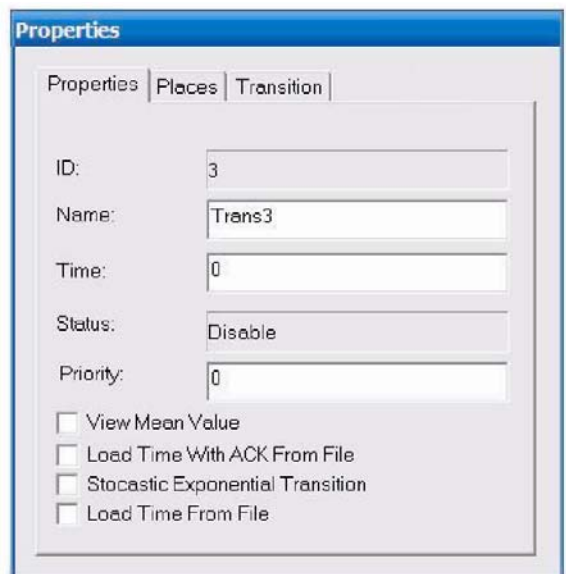 Properties
Properties Places Transition
ID: 3
Name: Trans3
Time: 0
Status: Disable
Priority: 0
View Mean Value
Load Time With ACK From File
Stocastic Exponential Transition
Load Time From File